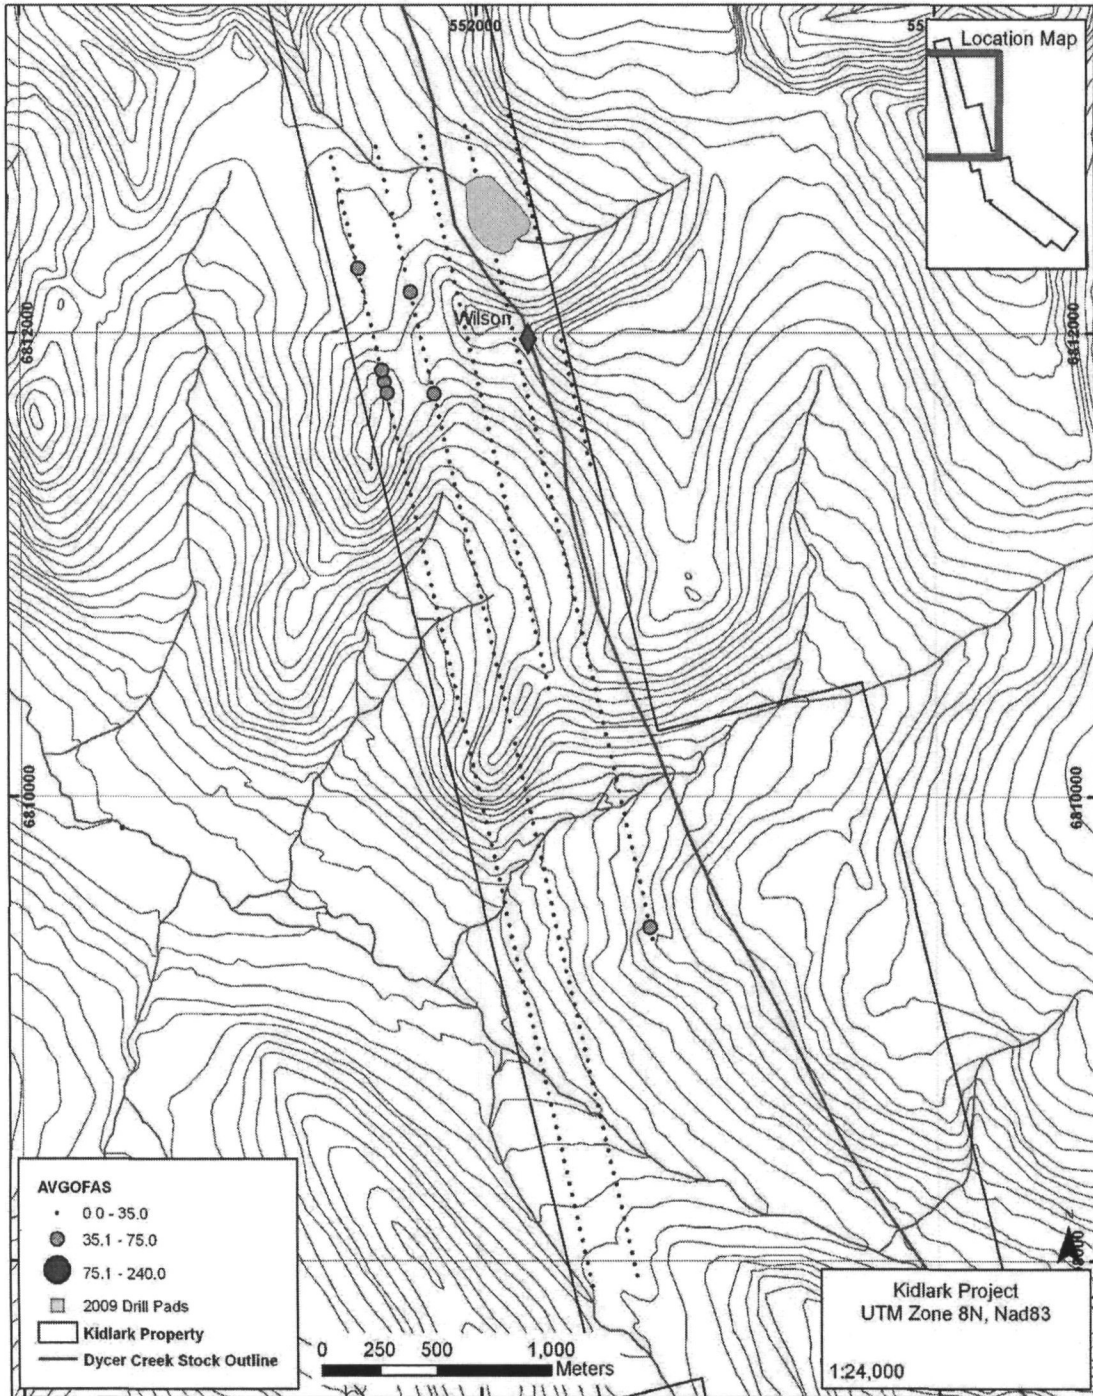 552000
Location Map
6812000
Wilson
6812000
6810000
6810000
AVGOFAS
0 0 - 35.0
35.1 - 75.0
75.1 - 240.0
2009 Drill Pads
Kidlark Property
Dycer Creek Stock Outline
0 250 500 1,000
Meters
Kidlark Project
UTM Zone 8N, Nad83
1:24,000